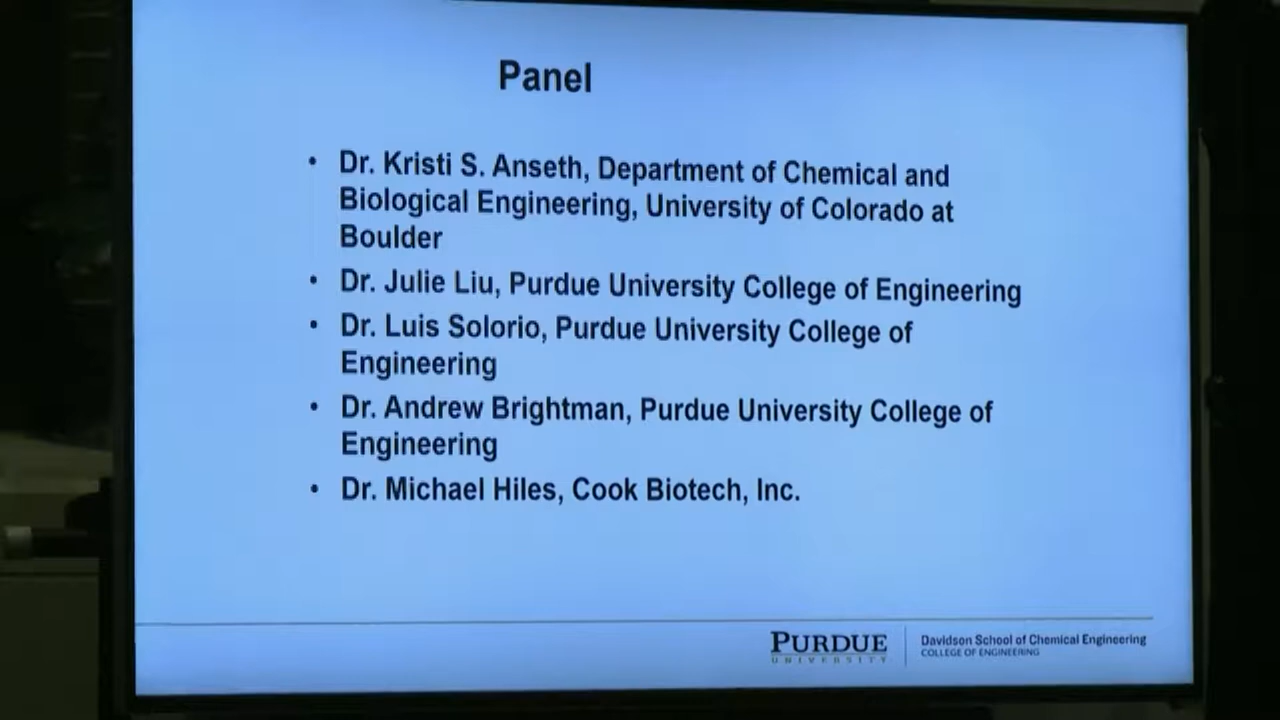 Panel
• Dr. Kristi S. Anseth, Department of Chemical and
Biological Engineering, University of Colorado at
Boulder
• Dr. Julie Liu, Purdue University College of Engineering
• Dr. Luis Solorio, Purdue University College of
Engineering
• Dr. Andrew Brightman, Purdue University College of
Engineering
• Dr. Michael Hiles, Cook Biotech, Inc.
PURDUE
UNIVERSITY
Davidson School of Chemical Engineering
COLLEGE OF ENGINEERING